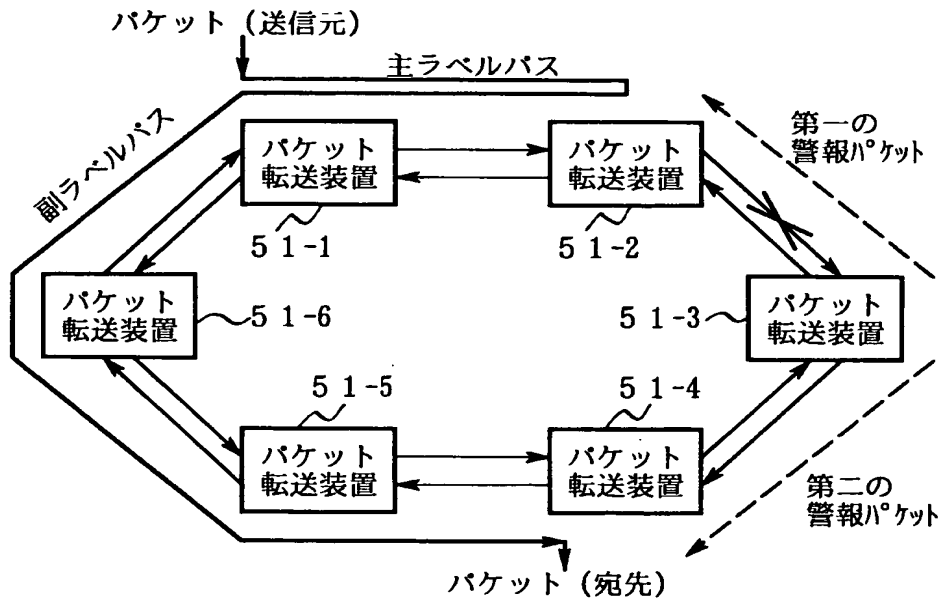 パケット (送信元)
主ラベルパス
副ラベルパス
第一の
警報パケット
パケット
転送装置
パケット
転送装置
51-1
51-2
パケット
転送装置
51-6
51-3
パケット
転送装置
51-5
51-4
パケット
転送装置
パケット
転送装置
第二の
警報パケット
パケット (宛先)